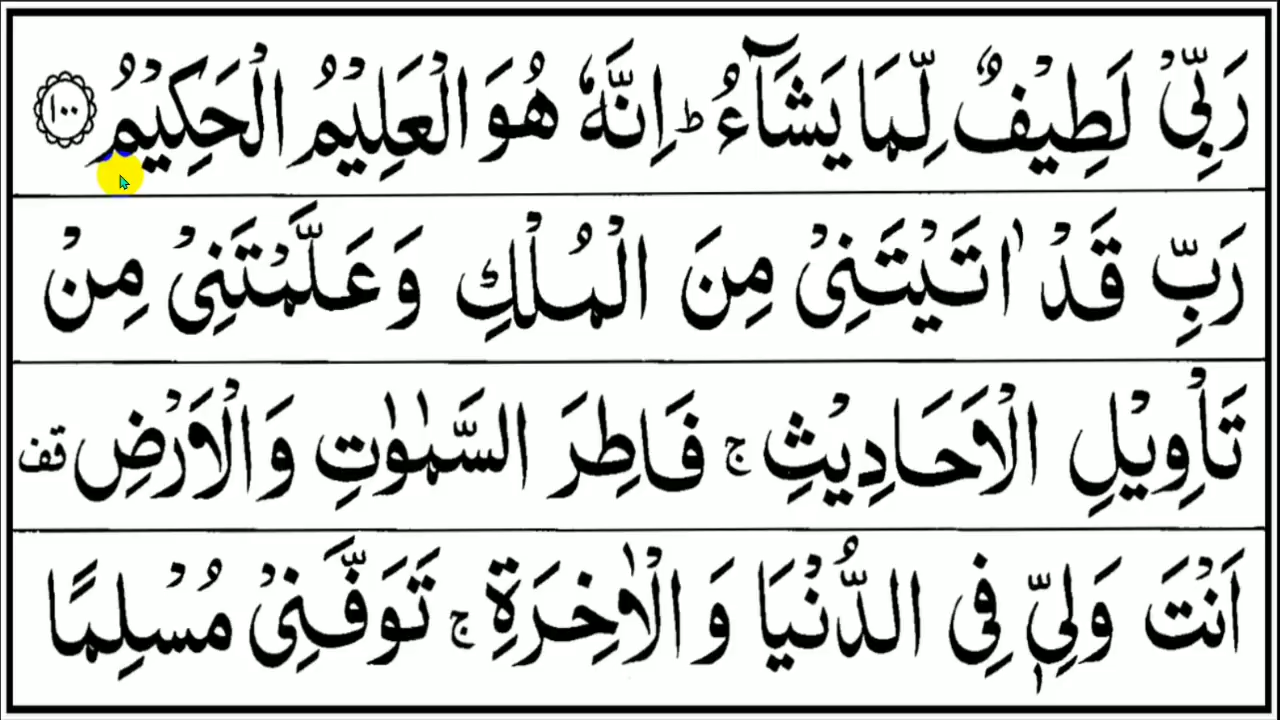 رَبِّیْ لَطِیْفٌ لِّمَا یَشَآءُ ؕ اِنَّهٗ هُوَ الْعَلِیْمُ الْحَكِیْمُ ۝۱۰۰
رَبِّ قَدْ اٰتَیْتَنِیْ مِنَ الْمُلْكِ وَعَلَّمْتَنِیْ مِنْ
تَاْوِیْلِ الْاَحَادِیْثِ ۚ فَاطِرَ السَّمٰوٰتِ وَالْاَرْضِ قف
اَنْتَ وَلِیّٖ فِی الدُّنْیَا وَالْاٰخِرَةِ ۚ تَوَفَّنِیْ مُسْلِمًا